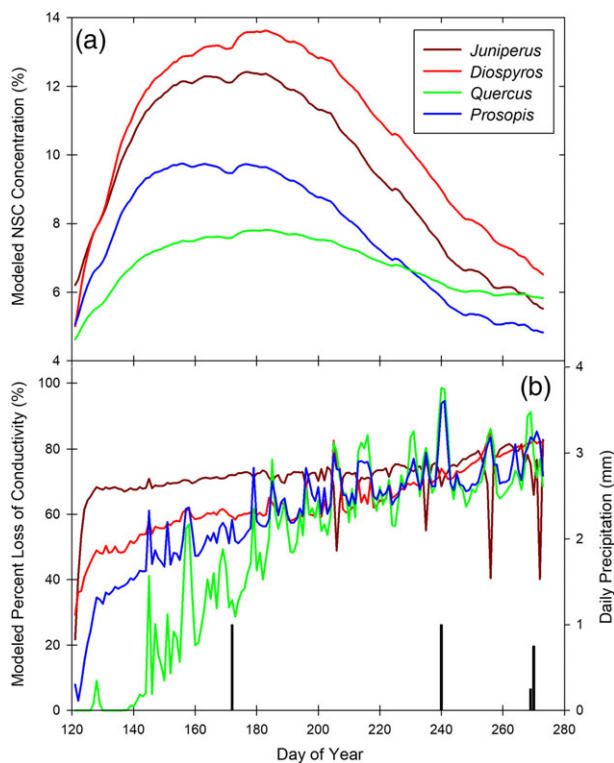 (a)
Juniperus
Diospyros
Quercus
Prosopis
Modeled NSC Concentration (%)
14
12
10
8
6
4
(b)
Modeled Percent Loss of Conductivity (%)
100
80
60
40
20
0
Daily Precipitation (mm)
4
3
2
1
0
120 140 160 180 200 220 240 260 280
Day of Year